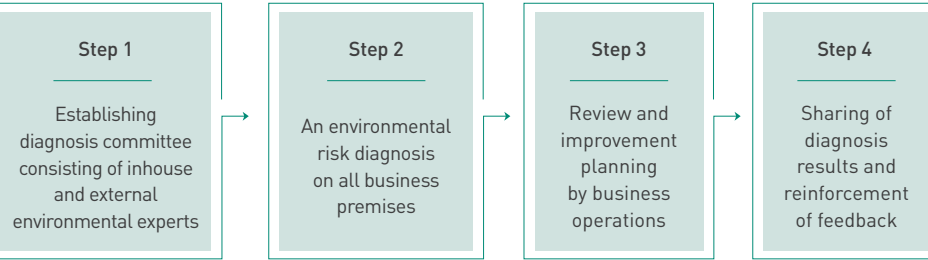 Step 1
Establishing
diagnosis committee
consisting of inhouse
and external
environmental experts
Step 2
An environmental
risk diagnosis
on all business
premises
Step 3
Review and
improvement
planning
by business
operations
Step 4
Sharing of
diagnosis
results and
reinforcement
of feedback